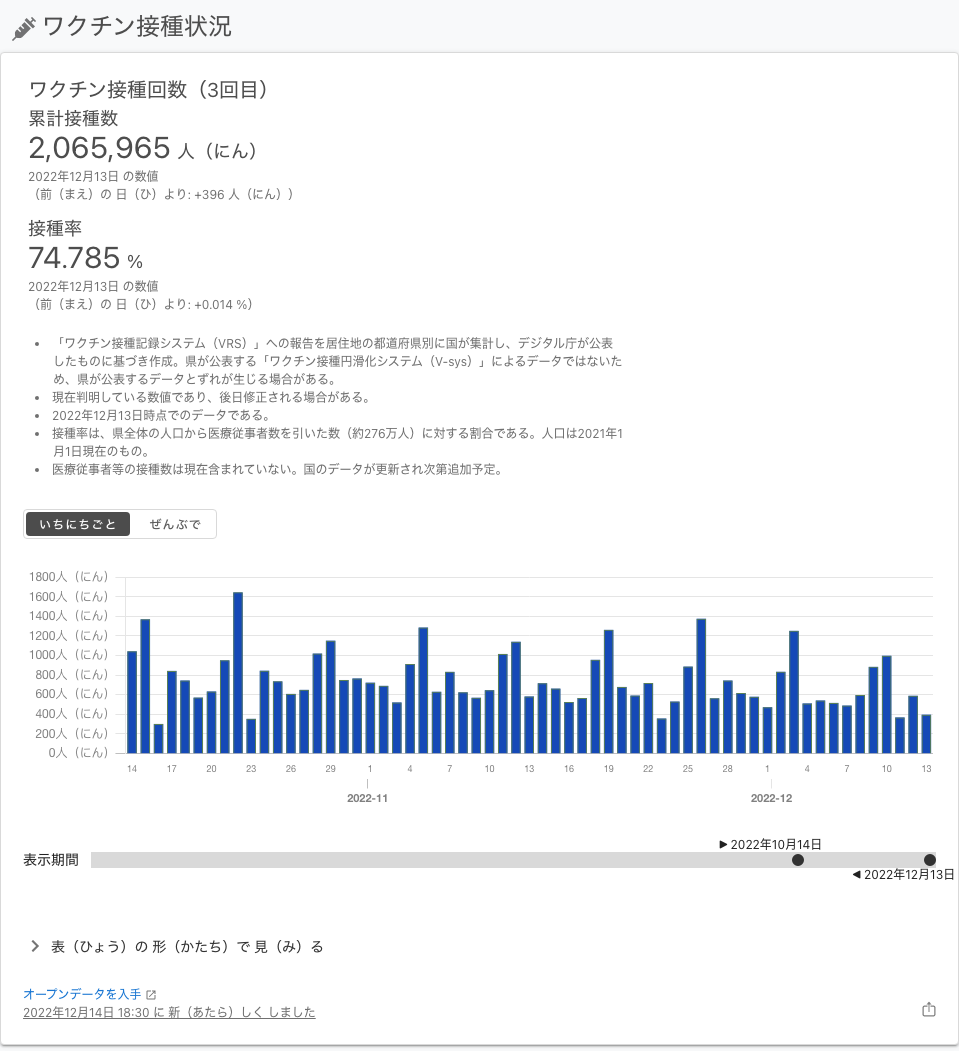 ワクチン接種状況
ワクチン接種回数（3回目）
累計接種数
2,065,965 人（にん）
2022年12月13日 の数値
（前（まえ）の 日（ひ）より: +396 人（にん））
接種率
74.785 %
2022年12月13日 の数値
（前（まえ）の 日（ひ）より: +0.014 %）
• 「ワクチン接種記録システム（VRS）」への報告を居住地の都道府県別に国が集計し、デジタル庁が公表
したものに基づき作成。県が公表する「ワクチン接種円滑化システム（V-sys）」によるデータではないた
め、県が公表するデータとずれが生じる場合がある。
• 現在判明している数値であり、後日修正される場合がある。
• 2022年12月13日時点でのデータである。
• 接種率は、県全体の人口から医療従事者数を引いた数（約276万人）に対する割合である。人口は2021年1
月1日現在のもの。
• 医療従事者等の接種数は現在含まれていない。国のデータが更新され次第追加予定。
いちにちごと ぜんぶで
1800人（にん）
1600人（にん）
1400人（にん）
1200人（にん）
1000人（にん）
800人（にん）
600人（にん）
400人（にん）
200人（にん）
0人（にん）
14 17 20 23 26 29 1 4 7 10 13 16 19 22 25 28 1 4 7 10 13
2022-11 2022-12
▶ 2022年10月14日
表示期間
◀ 2022年12月13日
表（ひょう）の 形（かたち）で 見（み）る
オープンデータを入手
2022年12月14日 18:30 に 新（あたら）しく しました